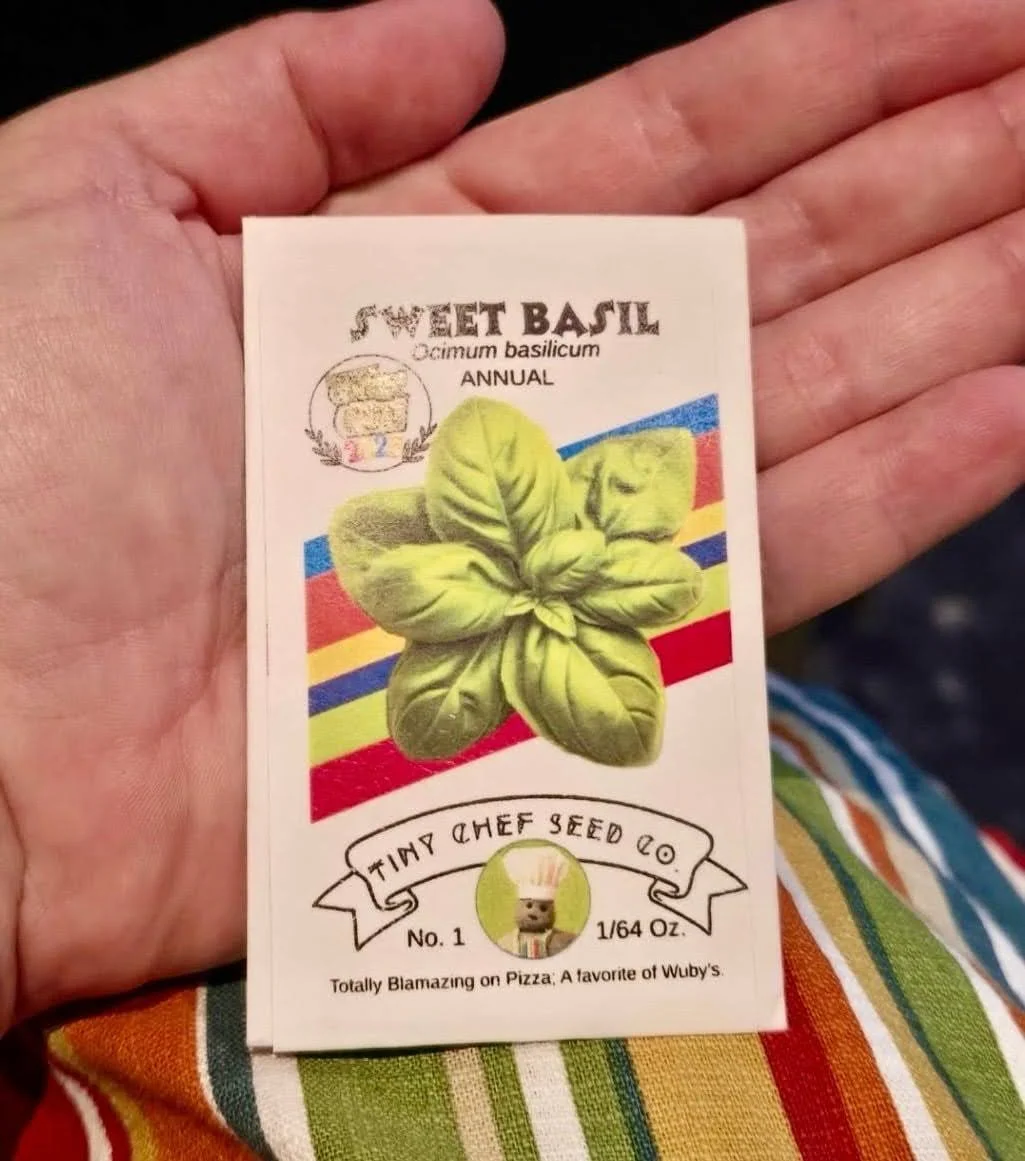 SWEET BASIL
Ocimum basilicum
ANNUAL
TINY CHEF SEED CO.
No. 1
1/64 Oz.
Totally Blamazing on Pizza; A favorite of Wuby's.